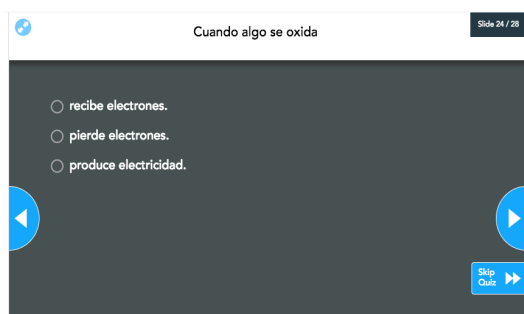 Cuando algo se oxida
Slide 24 / 28
recibe electrones.
pierde electrones.
produce electricidad.
Skip
Quiz